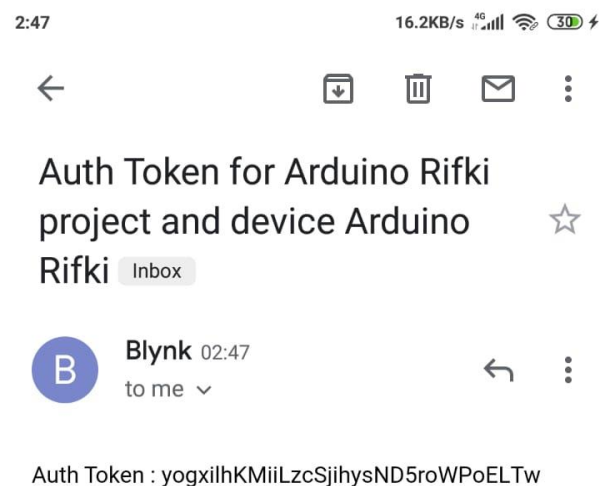 2:47 16.2KB/s 4G 30
Auth Token for Arduino Rifki
project and device Arduino
Rifki Inbox
B Blynk 02:47
to me
Auth Token : yogxilhKMiiLzcSjihysND5roWPoELTw